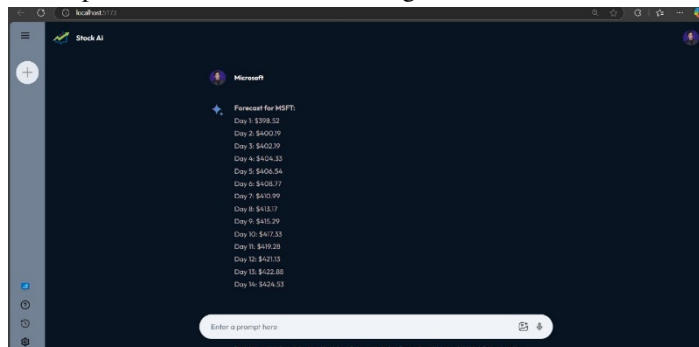 localhost:5173
Stock Ai
Microsoft
Forecast for MSFT:
Day 1: $398.52
Day 2: $400.19
Day 3: $402.19
Day 4: $404.33
Day 5: $406.54
Day 6: $408.77
Day 7: $410.99
Day 8: $413.17
Day 9: $415.29
Day 10: $417.33
Day 11: $419.28
Day 12: $421.13
Day 13: $422.88
Day 14: $424.53
Enter a prompt here